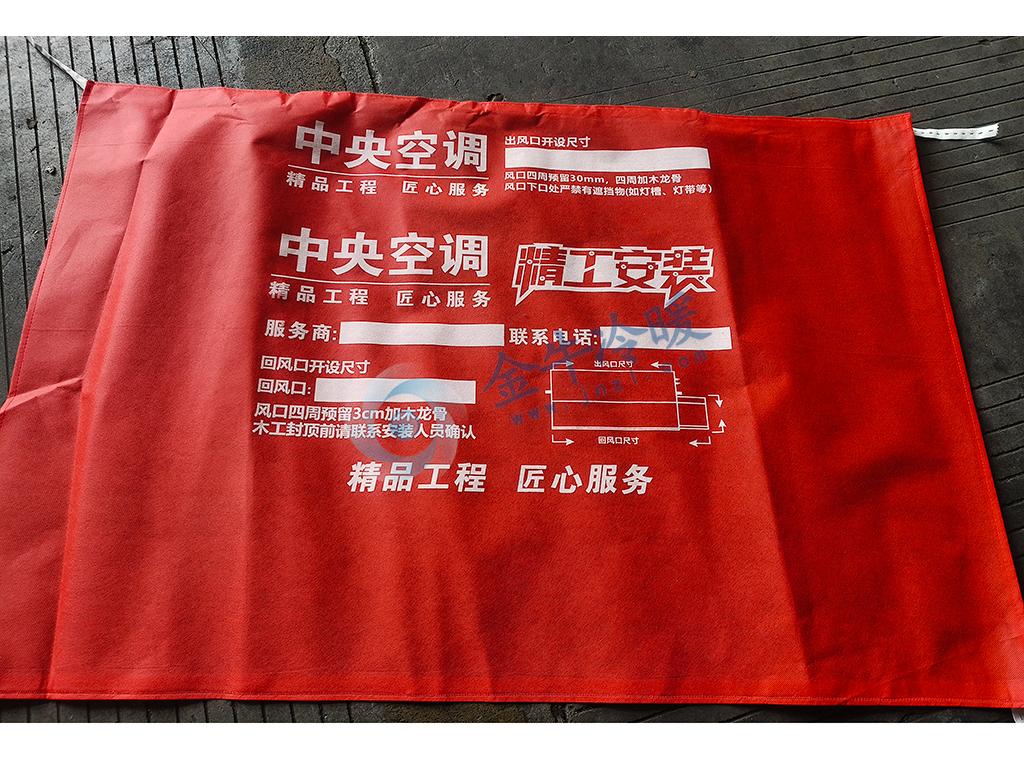 中央空调
精品工程 匠心服务
出风口开设尺寸
风口四周预留30mm，四周加木龙骨
风口下口处严禁有遮挡物(如灯槽、灯带等)
中央空调
精品工程 匠心服务
精工安装
服务商:
联系电话:
回风口开设尺寸
回风口:
风口四周预留3cm加木龙骨
木工封顶前请联系安装人员确认
出风口尺寸
回风口尺寸
精品工程 匠心服务
金牛冷暖